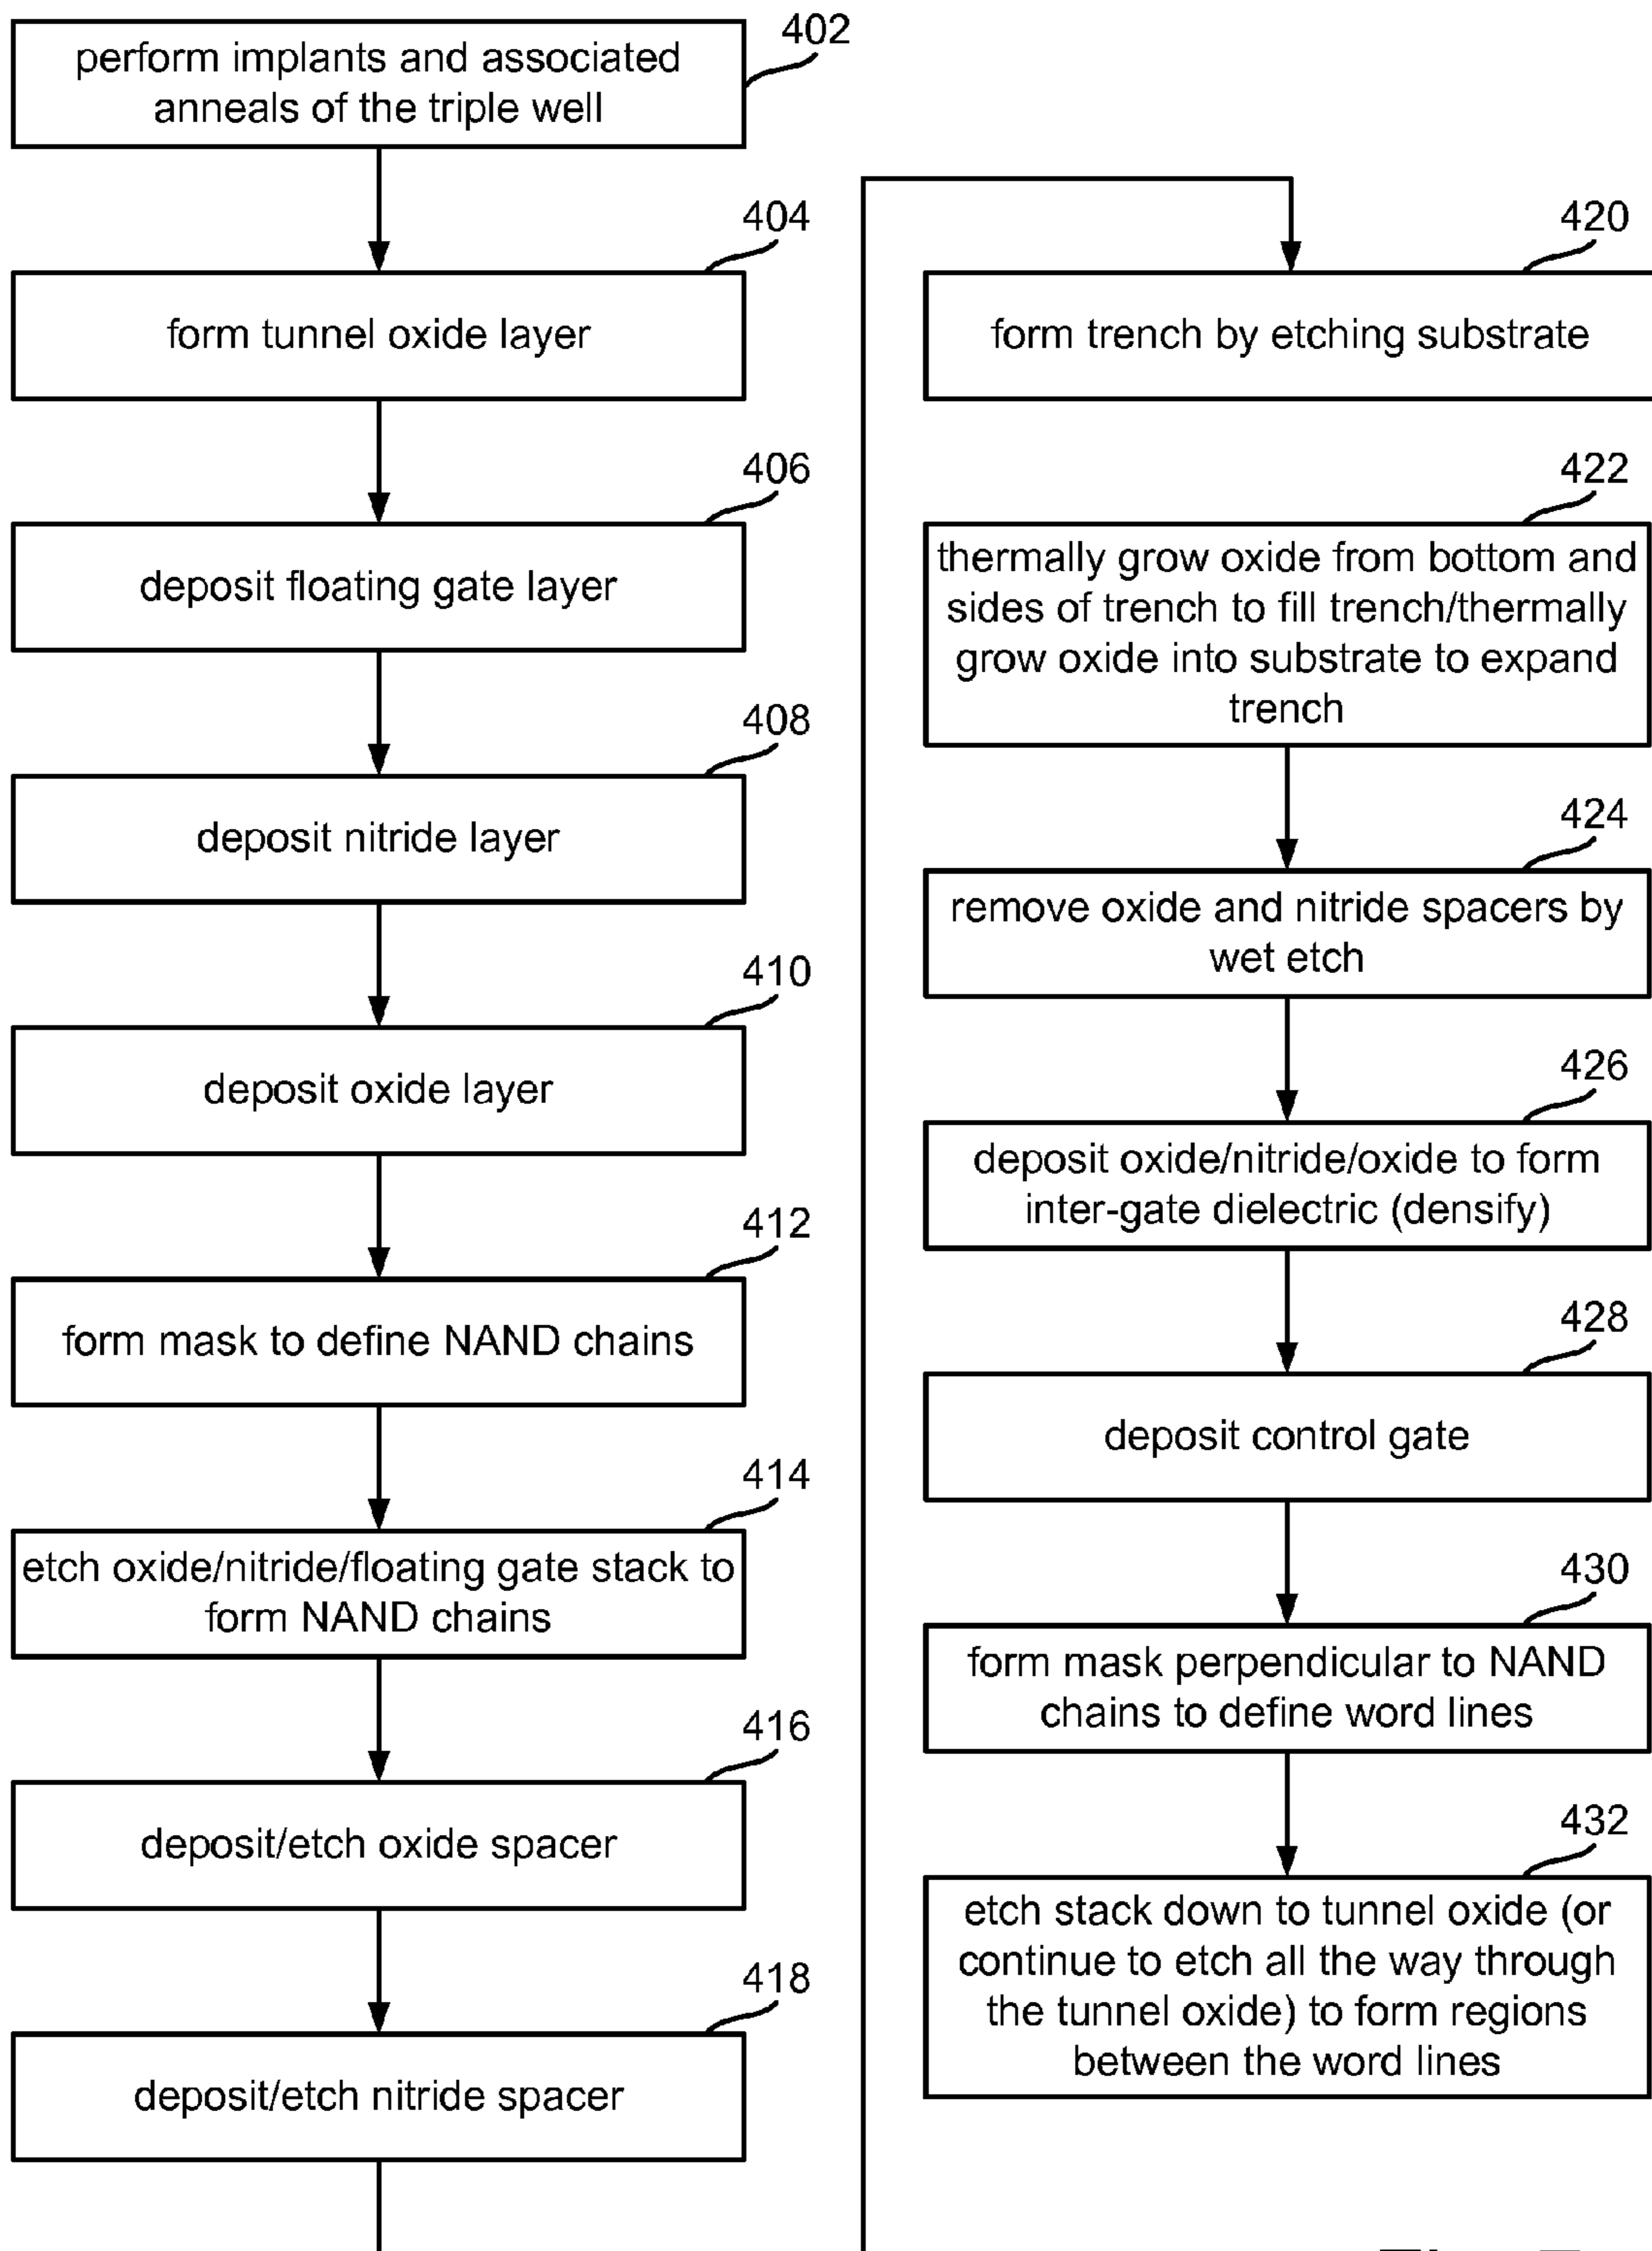 402
perform implants and associated
anneals of the triple well
404
form tunnel oxide layer
406
deposit floating gate layer
408
deposit nitride layer
410
deposit oxide layer
412
form mask to define NAND chains
414
etch oxide/nitride/floating gate stack to
form NAND chains
416
deposit/etch oxide spacer
418
deposit/etch nitride spacer
420
form trench by etching substrate
422
thermally grow oxide from bottom and
sides of trench to fill trench/thermally
grow oxide into substrate to expand
trench
424
remove oxide and nitride spacers by
wet etch
426
deposit oxide/nitride/oxide to form
inter-gate dielectric (densify)
428
deposit control gate
430
form mask perpendicular to NAND
chains to define word lines
432
etch stack down to tunnel oxide (or
continue to etch all the way through
the tunnel oxide) to form regions
between the word lines